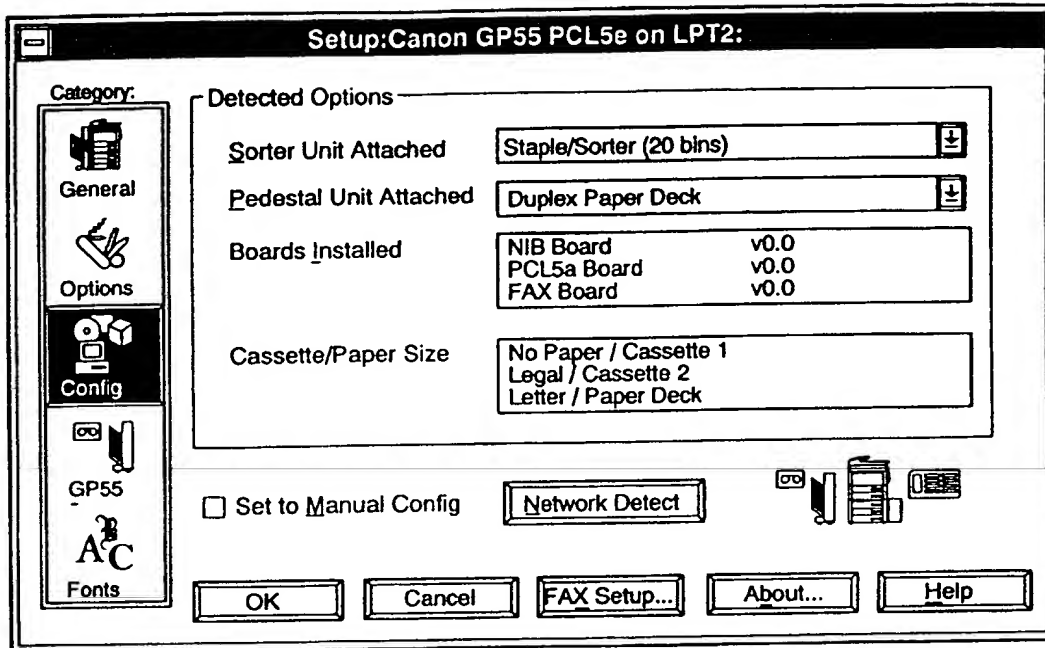 Setup:Canon GP55 PCL5e on LPT2:
Category:
General
Options
Config
GP55
Fonts
Detected Options
Sorter Unit Attached
Staple/Sorter (20 bins)
Pedestal Unit Attached
Duplex Paper Deck
Boards Installed
NIB Board v0.0
PCL5a Board v0.0
FAX Board v0.0
Cassette/Paper Size
No Paper / Cassette 1
Legal / Cassette 2
Letter / Paper Deck
Set to Manual Config
Network Detect
OK
Cancel
FAX Setup...
About...
Help